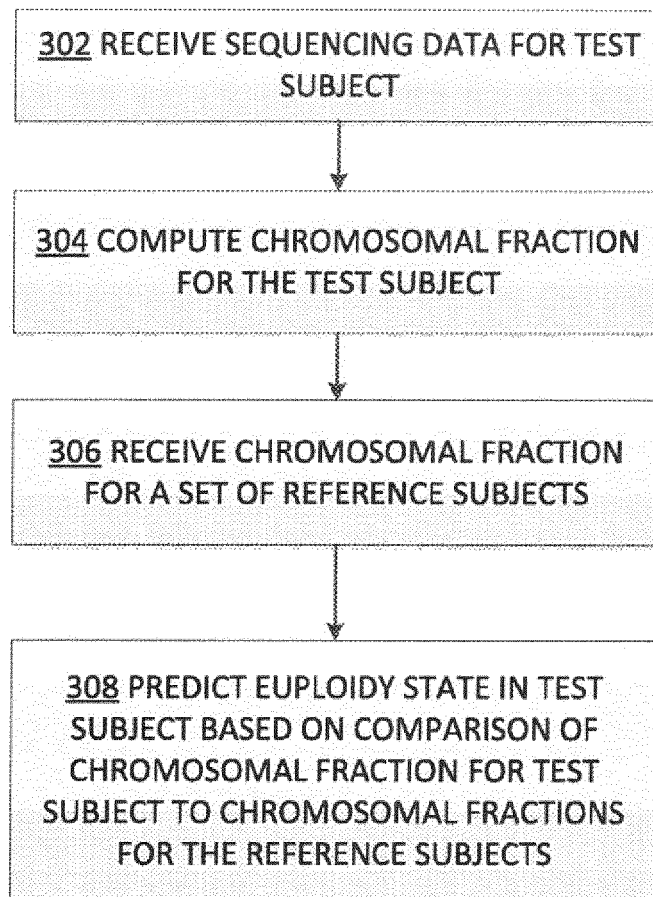 302 RECEIVE SEQUENCING DATA FOR TEST
SUBJECT
304 COMPUTE CHROMOSOMAL FRACTION
FOR THE TEST SUBJECT
306 RECEIVE CHROMOSOMAL FRACTION
FOR A SET OF REFERENCE SUBJECTS
308 PREDICT EUPLOIDY STATE IN TEST
SUBJECT BASED ON COMPARISON OF
CHROMOSOMAL FRACTION FOR TEST
SUBJECT TO CHROMOSOMAL FRACTIONS
FOR THE REFERENCE SUBJECTS